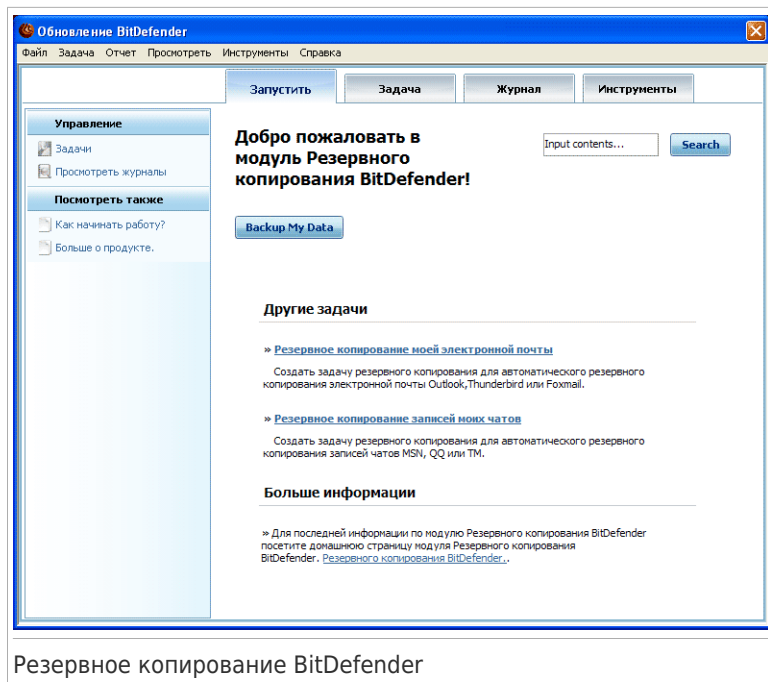 Обновление BitDefender
Файл Задача Отчет Просмотреть Инструменты Справка
Запустить Задача Журнал Инструменты
Управление
Задачи
Просмотреть журналы
Посмотреть также
Как начинать работу?
Больше о продукте.
Добро пожаловать в
модуль Резервного
копирования BitDefender!
Input contents...
Search
Backup My Data
Другие задачи
» Резервное копирование моей электронной почты
Создать задачу резервного копирования для автоматического резервного
копирования электронной почты Outlook,Thunderbird или Foxmail.
» Резервное копирование записей моих чатов
Создать задачу резервного копирования для автоматического резервного
копирования записей чатов MSN, QQ или TM.
Больше информации
» Для последней информации по модулю Резервного копирования BitDefender
посетите домашнюю страницу модуля Резервного копирования
BitDefender. Резервного копирования BitDefender..
Резервное копирование BitDefender